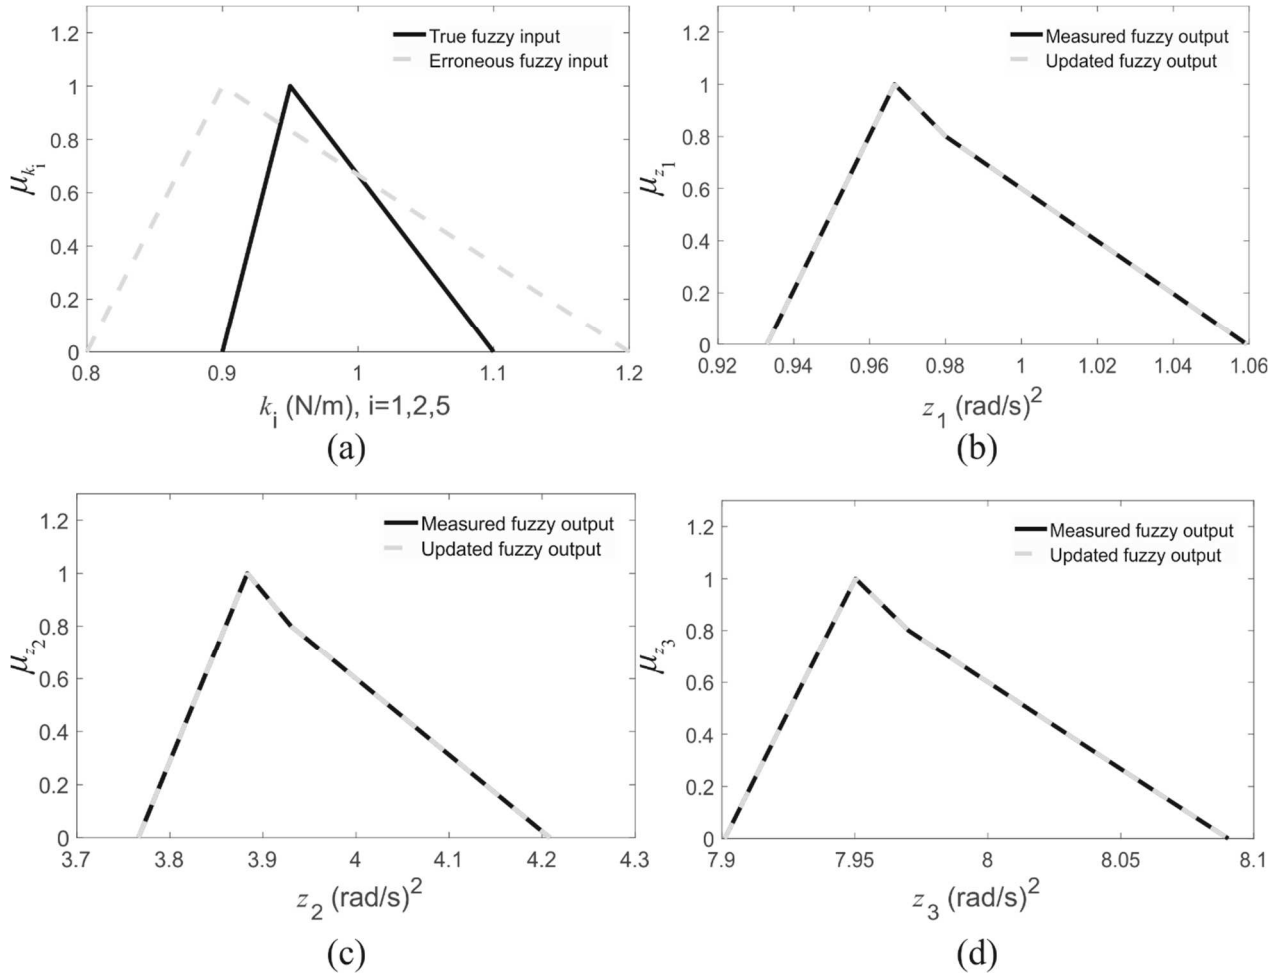 1.2
1
0.8
0.6
0.4
0.2
0
μki
True fuzzy input
Erroneous fuzzy input
0.8 0.9 1 1.1 1.2
ki (N/m), i=1,2,5
(a)
1.2
1
0.8
0.6
0.4
0.2
0
μz1
Measured fuzzy output
Updated fuzzy output
0.92 0.94 0.96 0.98 1 1.02 1.04 1.06
z1 (rad/s)2
(b)
1.2
1
0.8
0.6
0.4
0.2
0
μz2
Measured fuzzy output
Updated fuzzy output
3.7 3.8 3.9 4 4.1 4.2 4.3
z2 (rad/s)2
(c)
1.2
1
0.8
0.6
0.4
0.2
0
μz3
Measured fuzzy output
Updated fuzzy output
7.9 7.95 8 8.05 8.1
z3 (rad/s)2
(d)